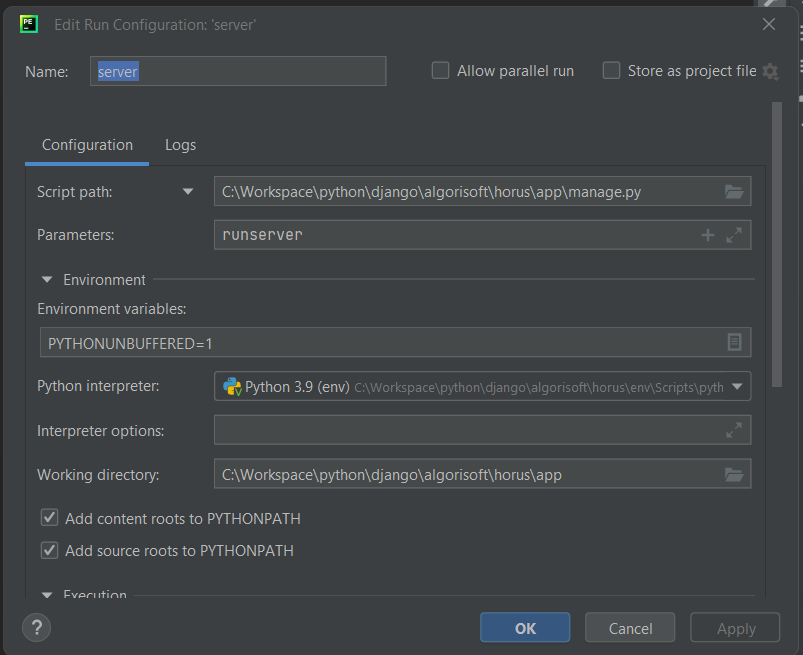 PE
Edit Run Configuration: 'server'
Name: server Allow parallel run Store as project file
Configuration Logs
Script path: C:\Workspace\python\django\algorisoft\horus\app\manage.py
Parameters: runserver
Environment
Environment variables:
PYTHONUNBUFFERED=1
Python interpreter: Python 3.9 (env) C:\Workspace\python\django\algorisoft\horus\env\Scripts\pyth
Interpreter options:
Working directory: C:\Workspace\python\django\algorisoft\horus\app
Add content roots to PYTHONPATH
Add source roots to PYTHONPATH
Execution
? OK Cancel Apply